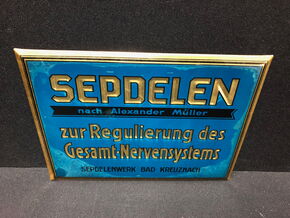 SEPDELEN
nach Alexander Müller
zur Regulierung des
Gesamt-Nervensystems
SEPDELENWERK BAD KREUZNACH